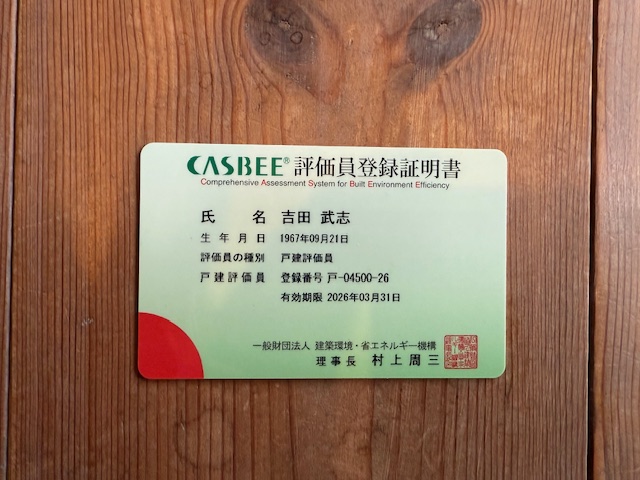 CASBEE® 評価員登録証明書
Comprehensive Assessment System for Built Environment Efficiency
氏 名 吉田 武志
生年月日 1967年09月21日
評価員の種別 戸建評価員
戸建評価員 登録番号 戸-04500-26
有効期限 2026年03月31日
一般財団法人 建築環境・省エネルギー機構
理事長 村上周三